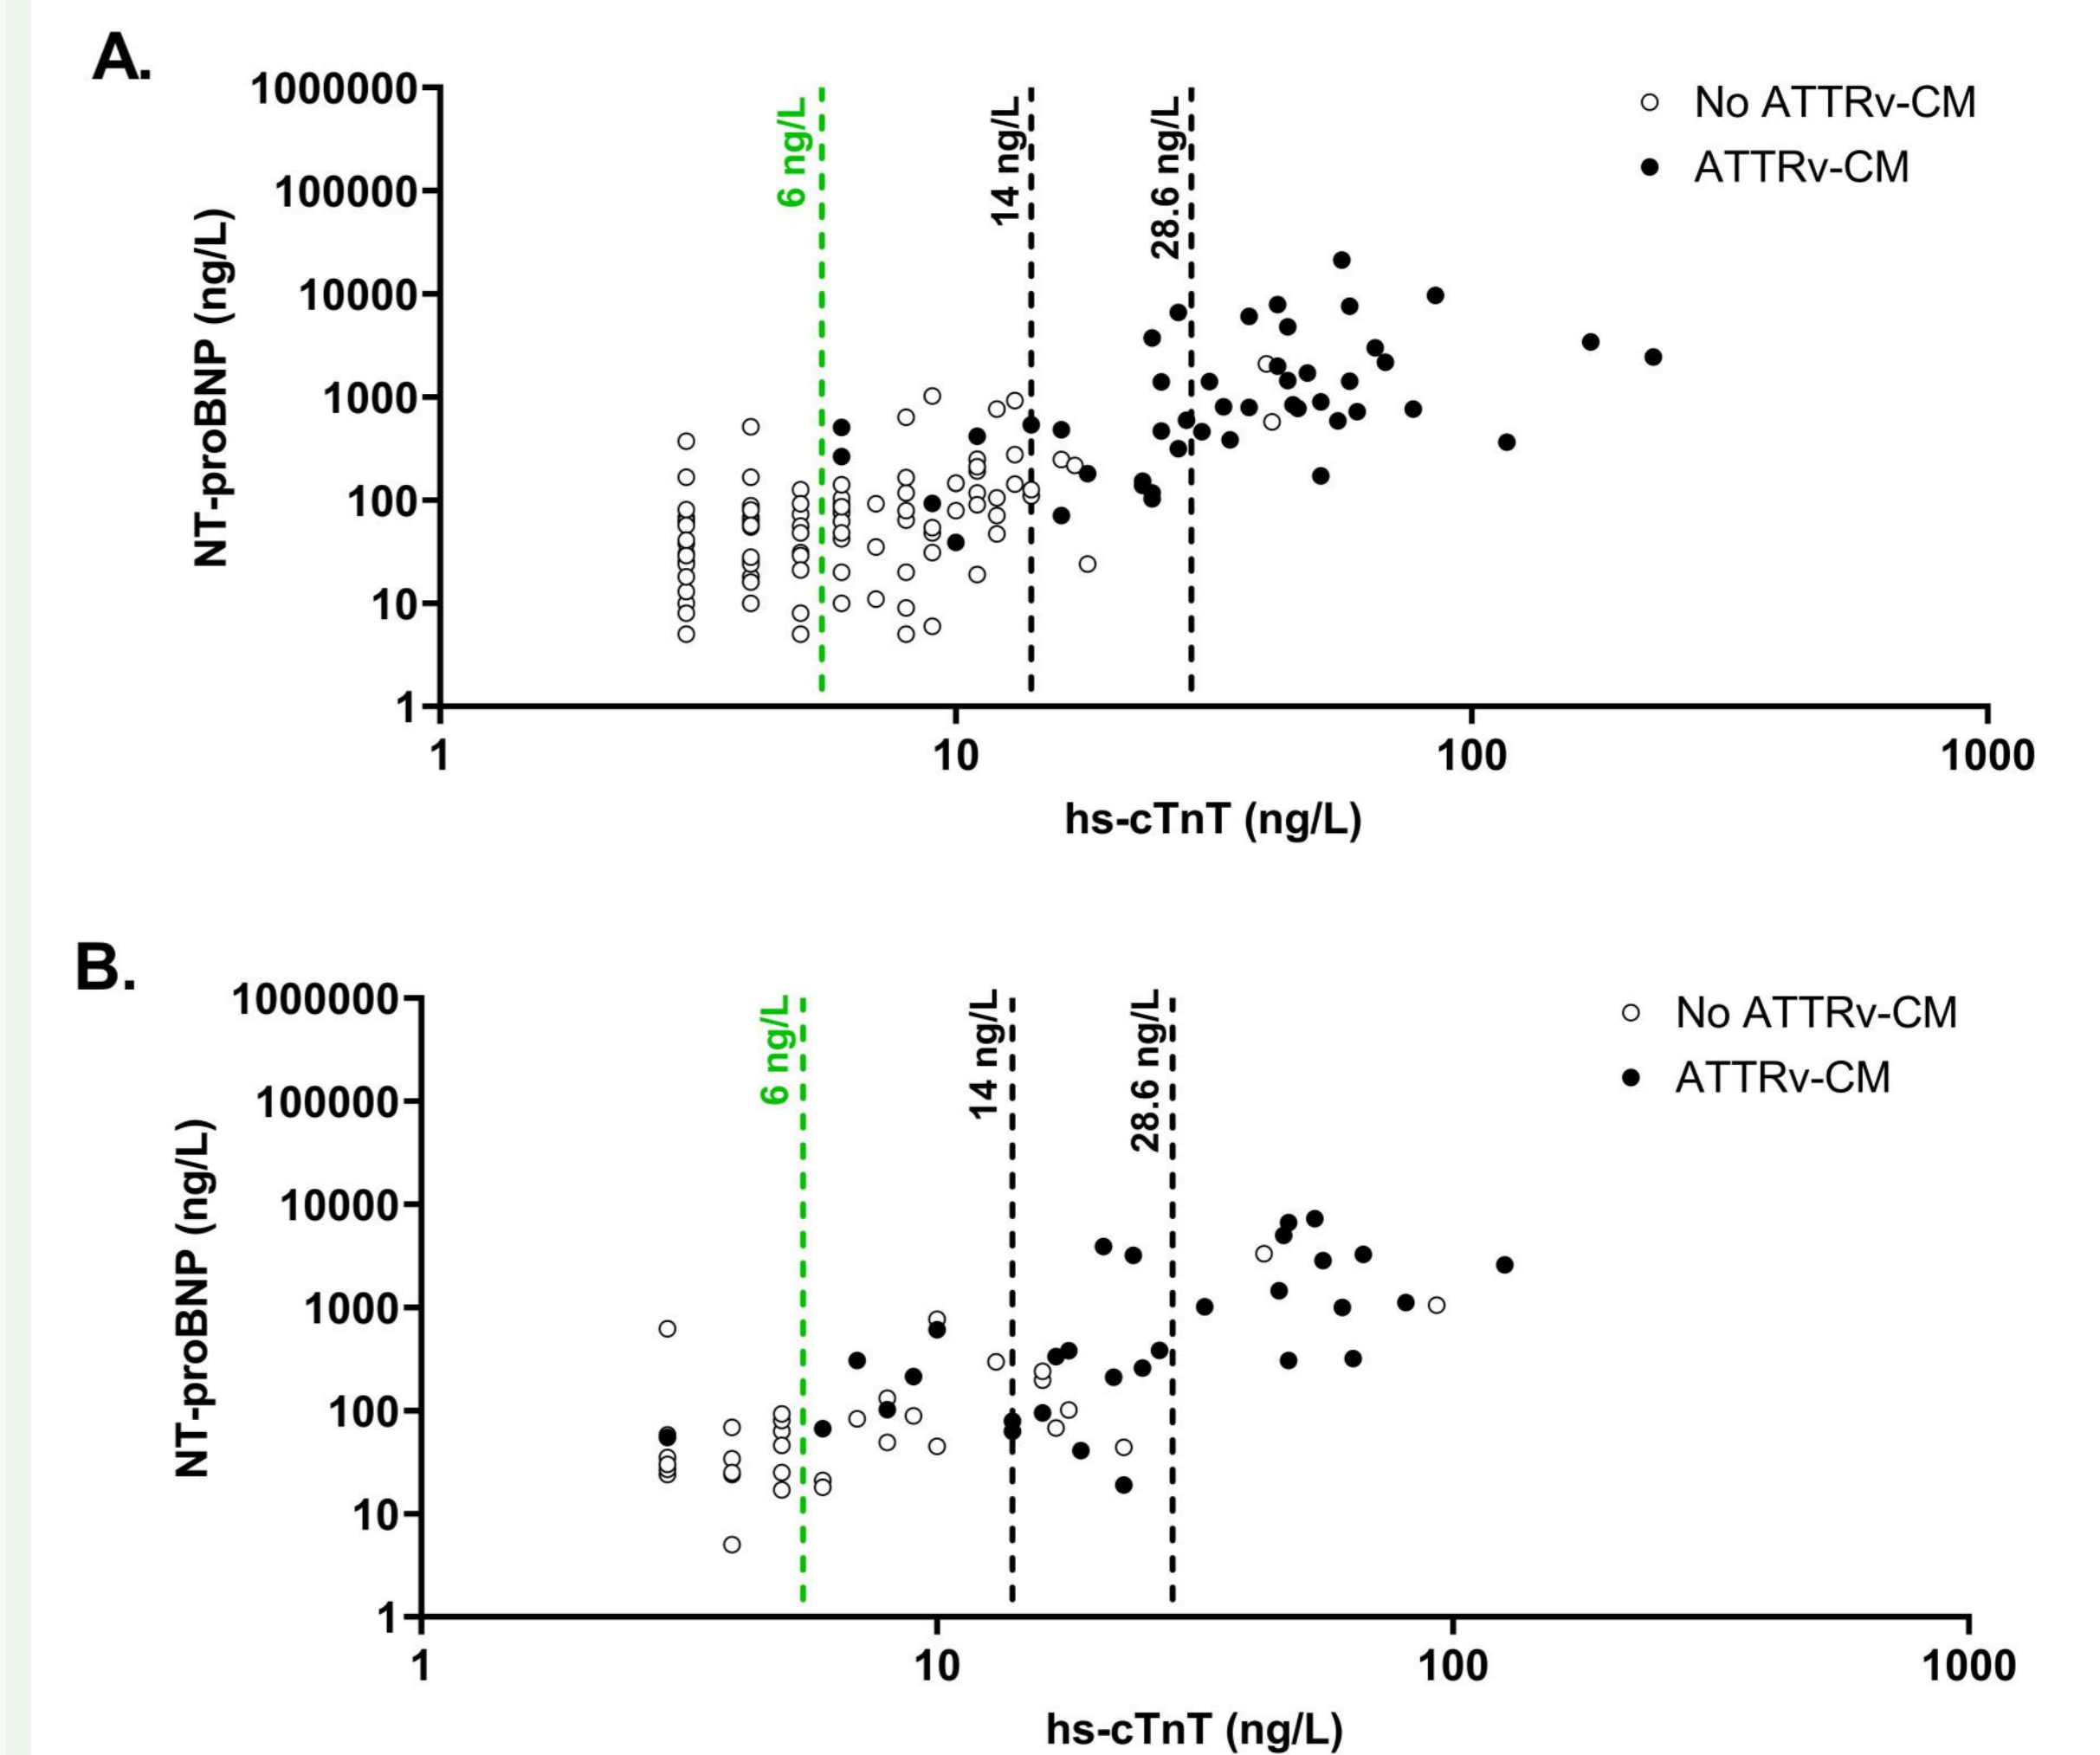 A.
1000000
100000
10000
1000
100
10
1
NT-proBNP (ng/L)
6 ng/L
14 ng/L
28.6 ng/L
No ATTRv-CM
ATTRv-CM
1
10
100
1000
hs-cTnT (ng/L)
B.
1000000
100000
10000
1000
100
10
1
NT-proBNP (ng/L)
6 ng/L
14 ng/L
28.6 ng/L
No ATTRv-CM
ATTRv-CM
1
10
100
1000
hs-cTnT (ng/L)